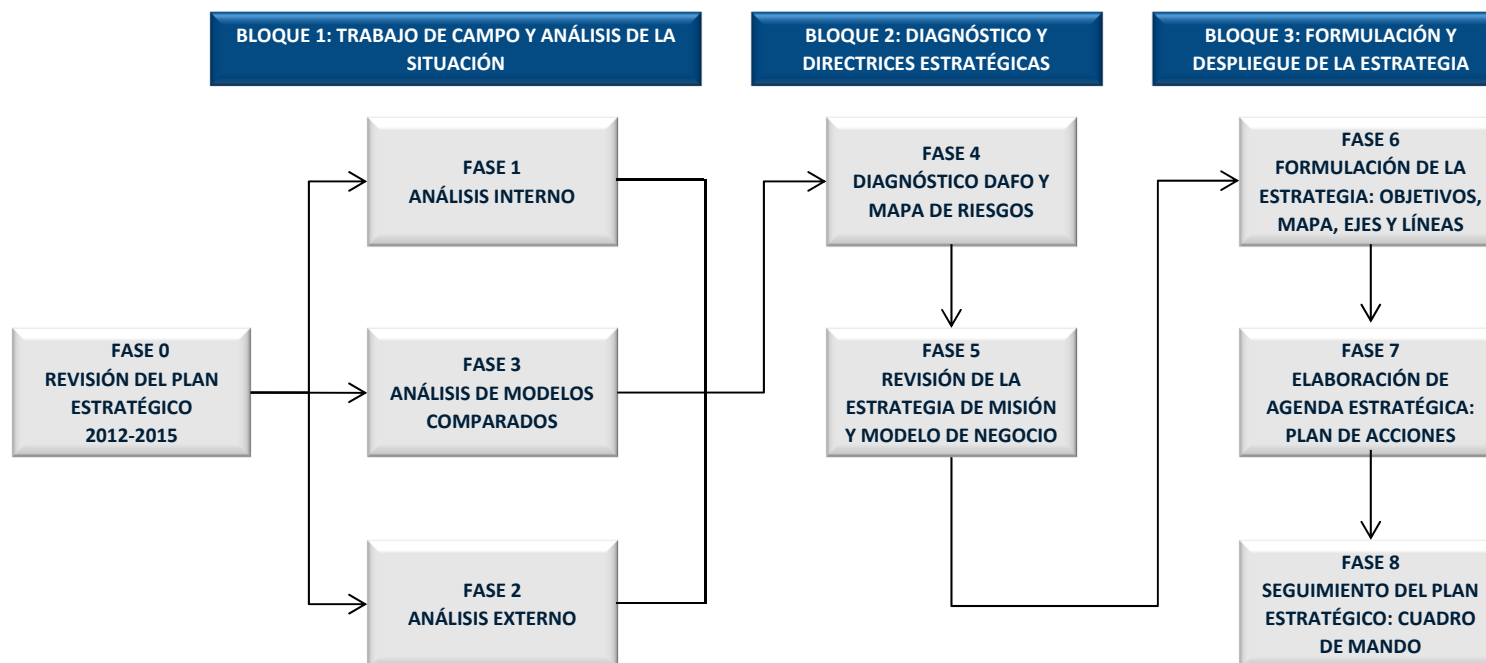 BLOQUE 1: TRABAJO DE CAMPO Y ANÁLISIS DE LA
SITUACIÓN
BLOQUE 2: DIAGNÓSTICO Y
DIRECTRICES ESTRATÉGICAS
BLOQUE 3: FORMULACIÓN Y
DESPLIEGUE DE LA ESTRATEGIA
FASE 0
REVISIÓN DEL PLAN
ESTRATÉGICO
2012-2015
FASE 1
ANÁLISIS INTERNO
FASE 3
ANÁLISIS DE MODELOS
COMPARADOS
FASE 2
ANÁLISIS EXTERNO
FASE 4
DIAGNÓSTICO DAFO Y
MAPA DE RIESGOS
FASE 5
REVISIÓN DE LA
ESTRATEGIA DE MISIÓN
Y MODELO DE NEGOCIO
FASE 6
FORMULACIÓN DE LA
ESTRATEGIA: OBJETIVOS,
MAPA, EJES Y LÍNEAS
FASE 7
ELABORACIÓN DE
AGENDA ESTRATÉGICA:
PLAN DE ACCIONES
FASE 8
SEGUIMIENTO DEL PLAN
ESTRATÉGICO: CUADRO
DE MANDO